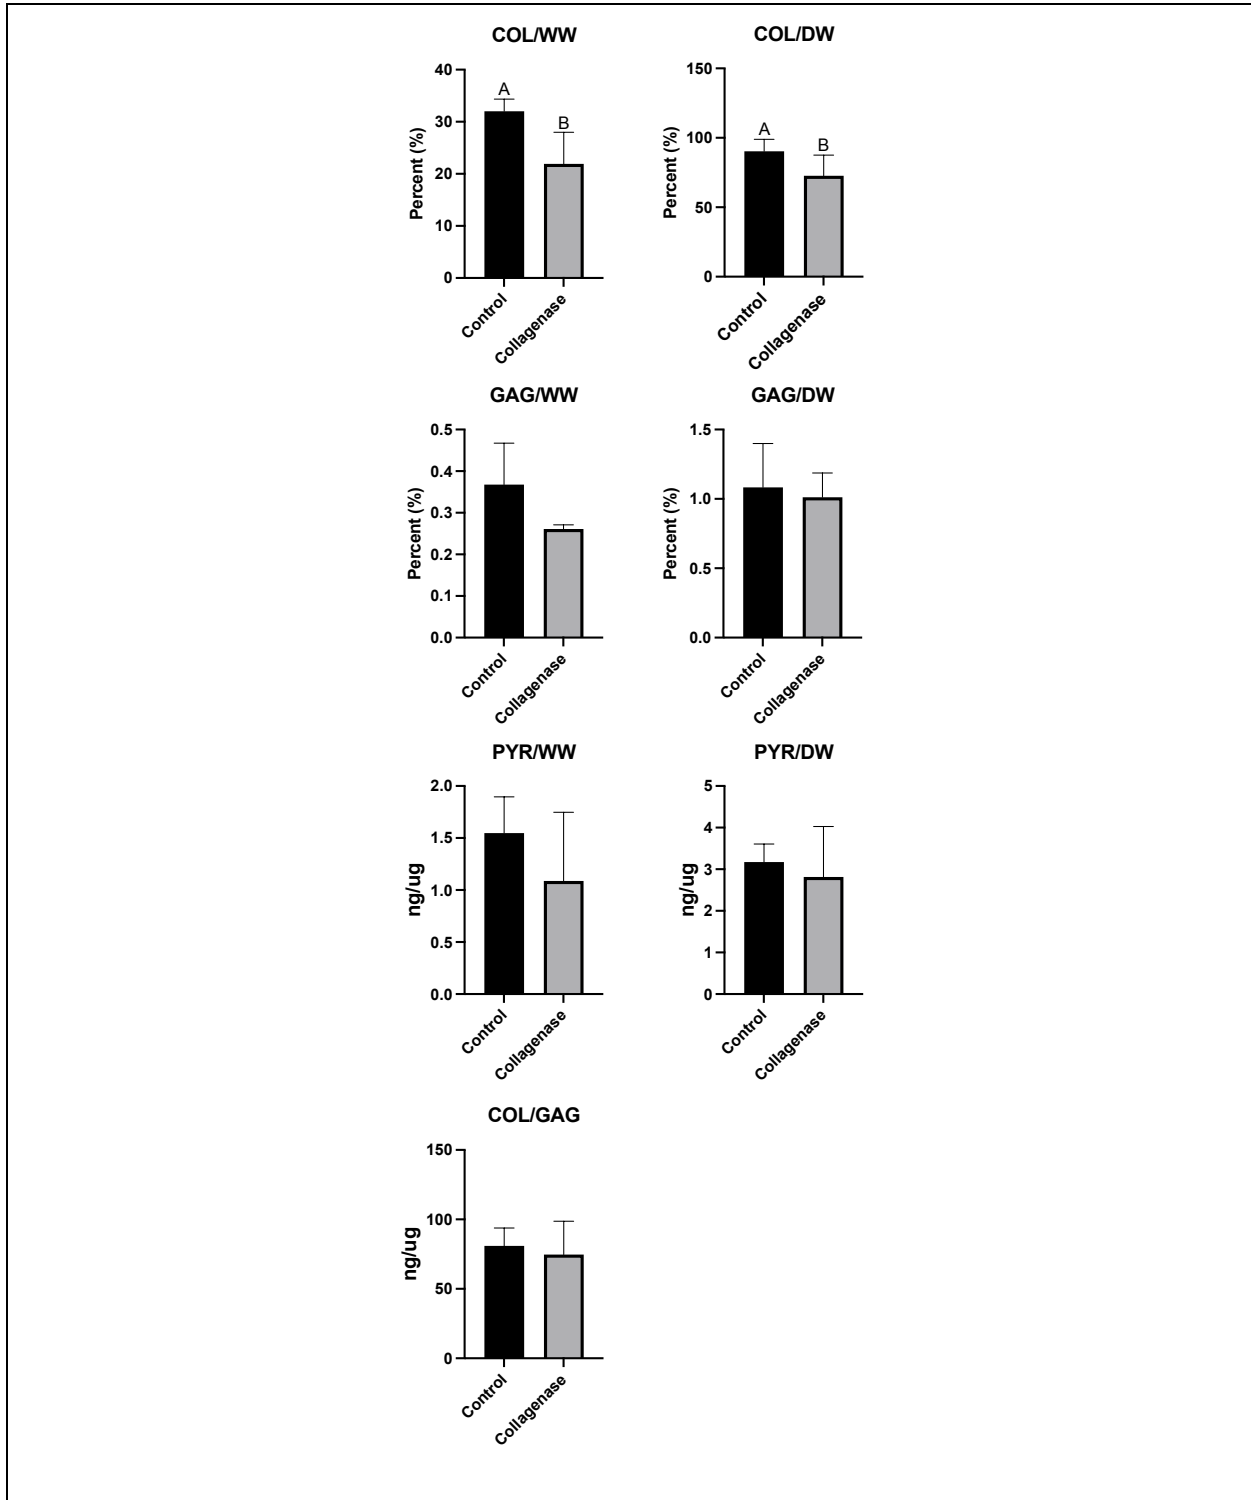 COL/WW
40
30
20
10
0
Percent (%)
A
B
Control
Collagenase
COL/DW
150
100
50
0
Percent (%)
A
B
Control
Collagenase
GAG/WW
0.5
0.4
0.3
0.2
0.1
0.0
Percent (%)
Control
Collagenase
GAG/DW
1.5
1.0
0.5
0.0
Percent (%)
Control
Collagenase
PYR/WW
2.0
1.5
1.0
0.5
0.0
ng/ug
Control
Collagenase
PYR/DW
5
4
3
2
1
0
ng/ug
Control
Collagenase
COL/GAG
150
100
50
0
ng/ug
Control
Collagenase